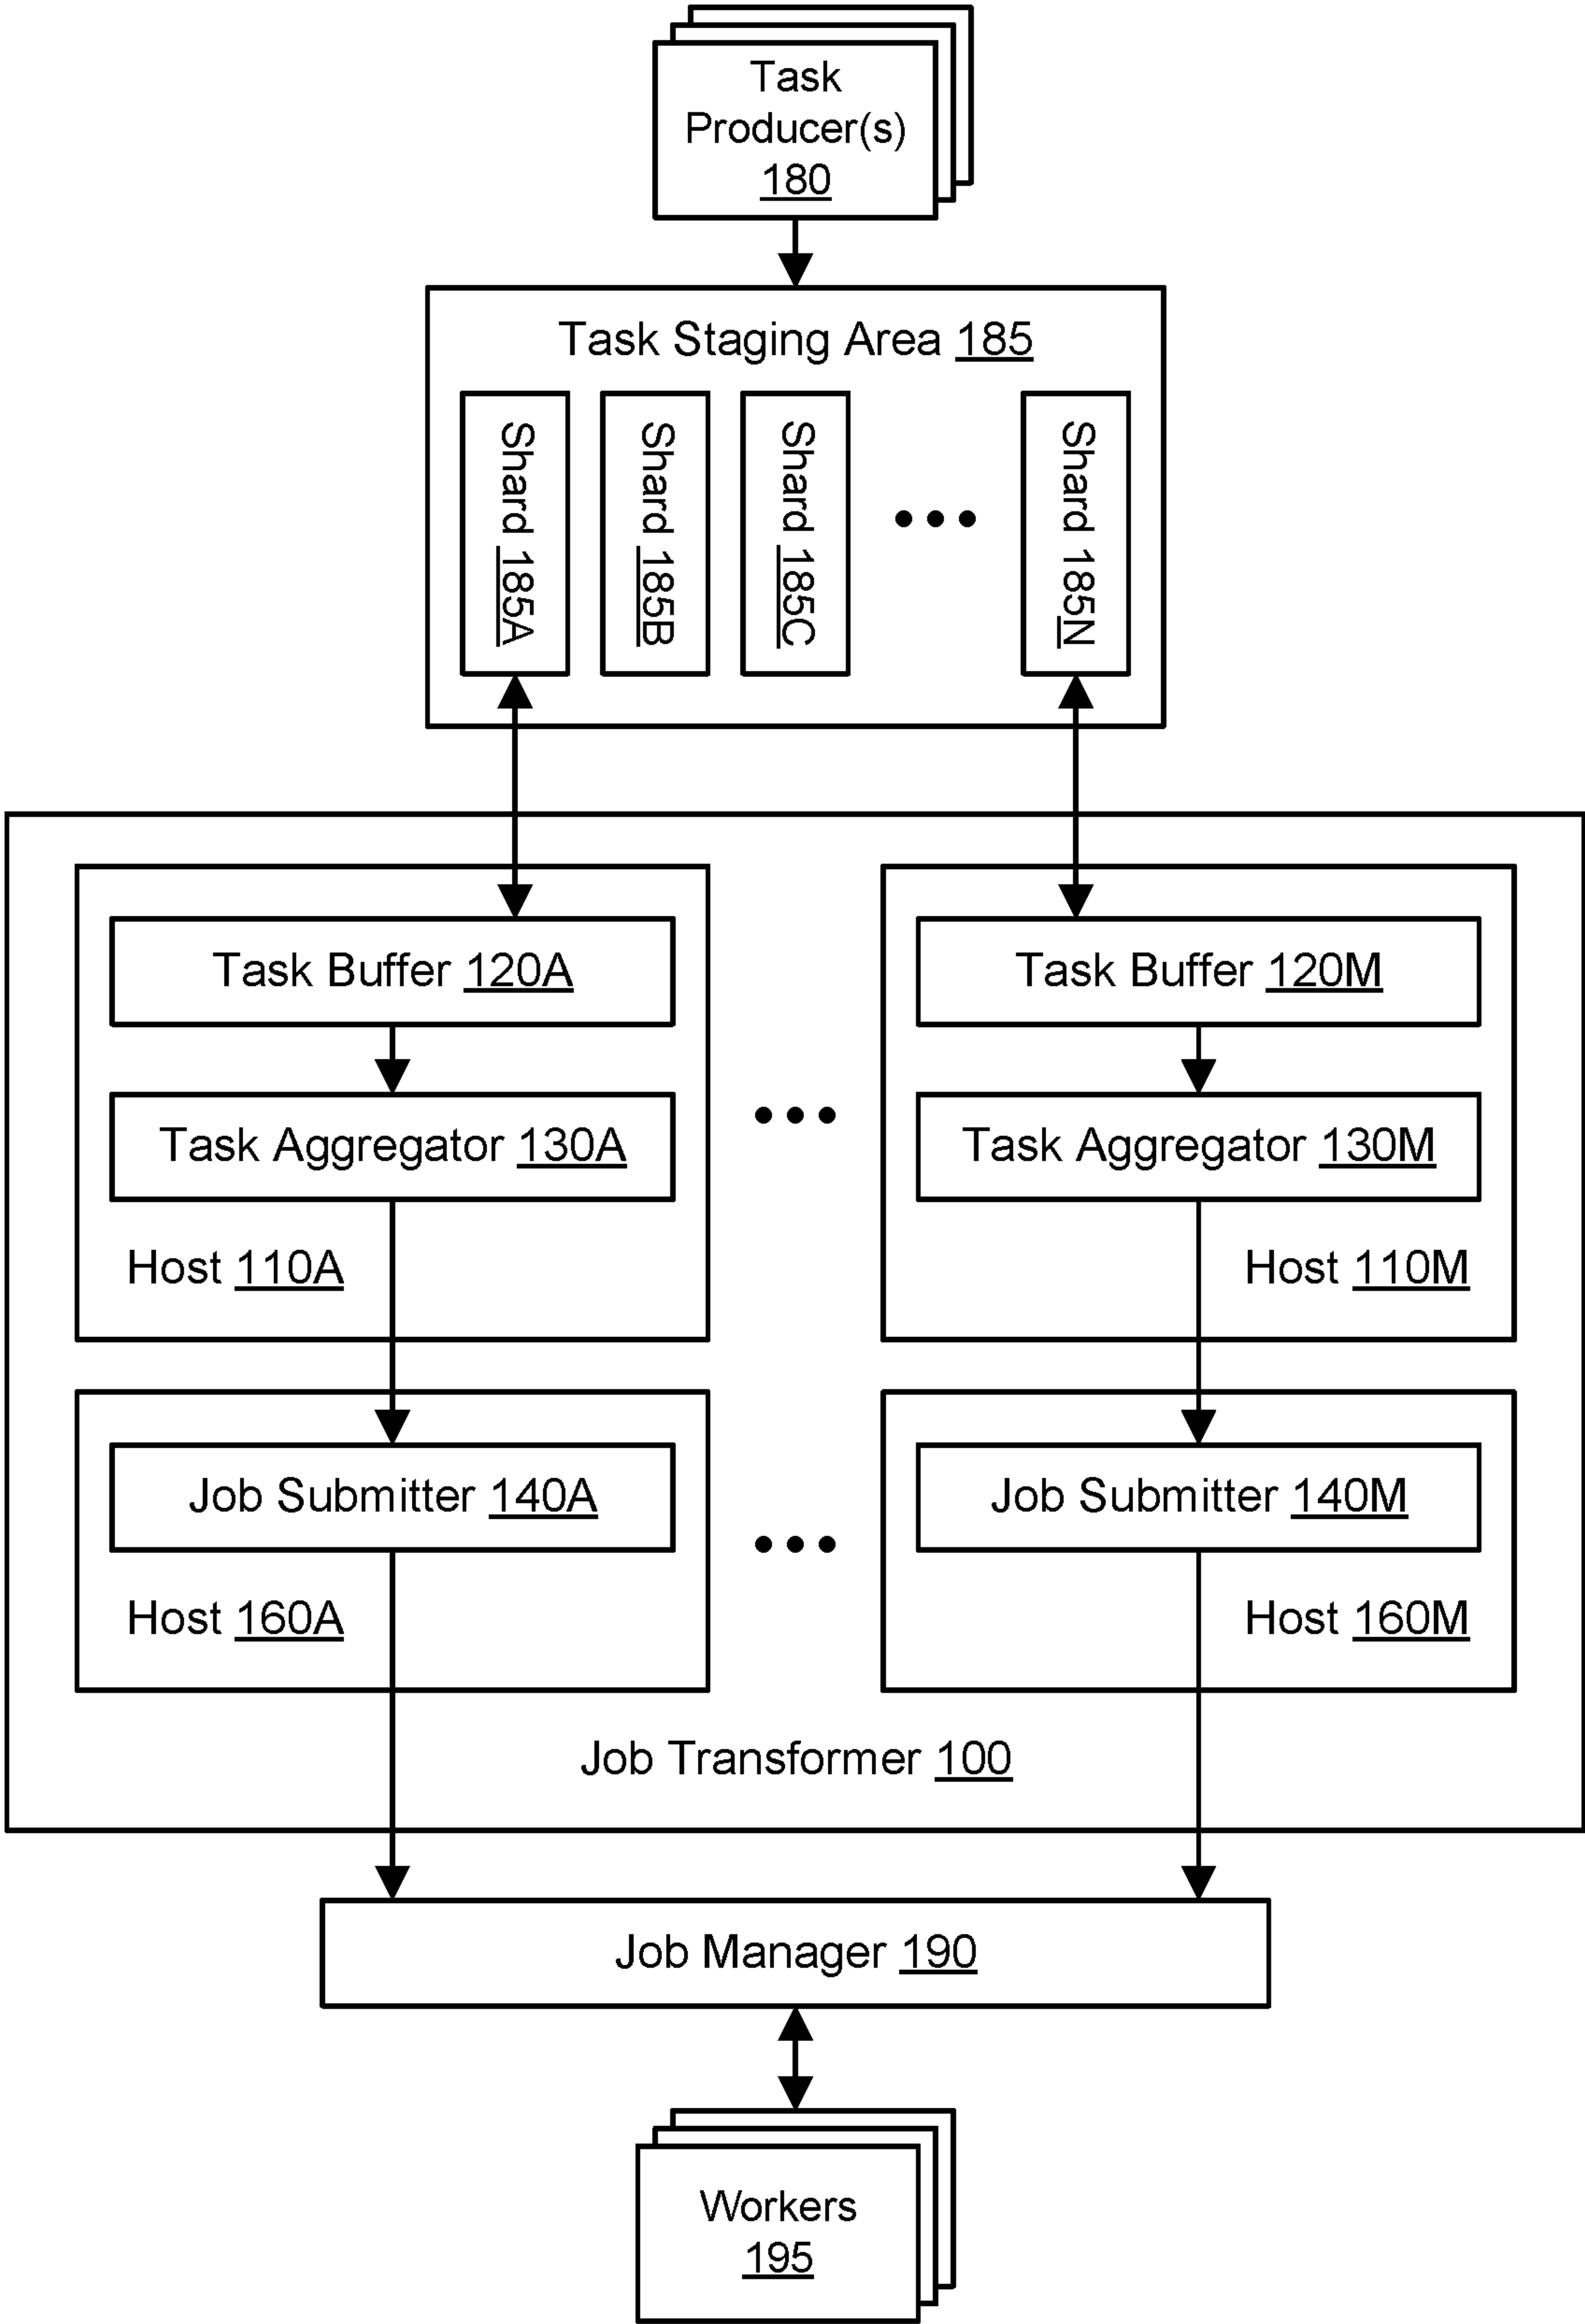 Task
Producer(s)
180
Task Staging Area 185
Shard 185A
Shard 185B
Shard 185C
Shard 185N
Task Buffer 120A
Task Buffer 120M
Task Aggregator 130A
Task Aggregator 130M
Host 110A
Host 110M
Job Submitter 140A
Job Submitter 140M
Host 160A
Host 160M
Job Transformer 100
Job Manager 190
Workers
195